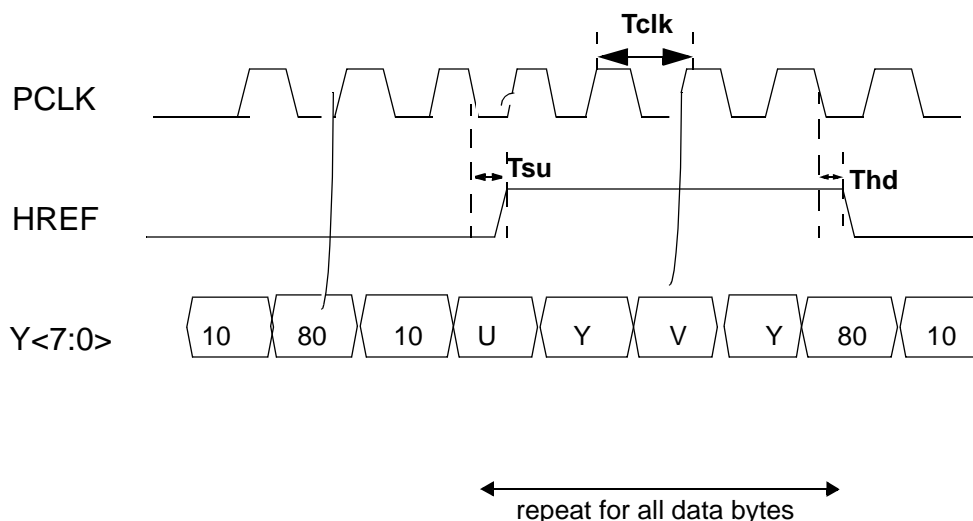 Tclk
PCLK
Tsu
Thd
HREF
Y<7:0>
10 80 10 U Y V Y 80 10
repeat for all data bytes